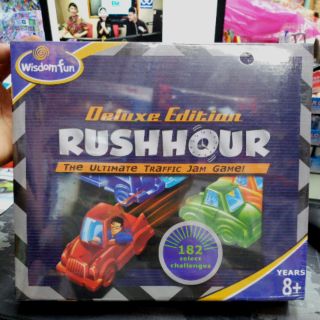 Wisdom fun
Deluxe Edition
RUSHHOUR
The Ultimate Traffic Jam Game!
182
select
challenges
YEARS
8+